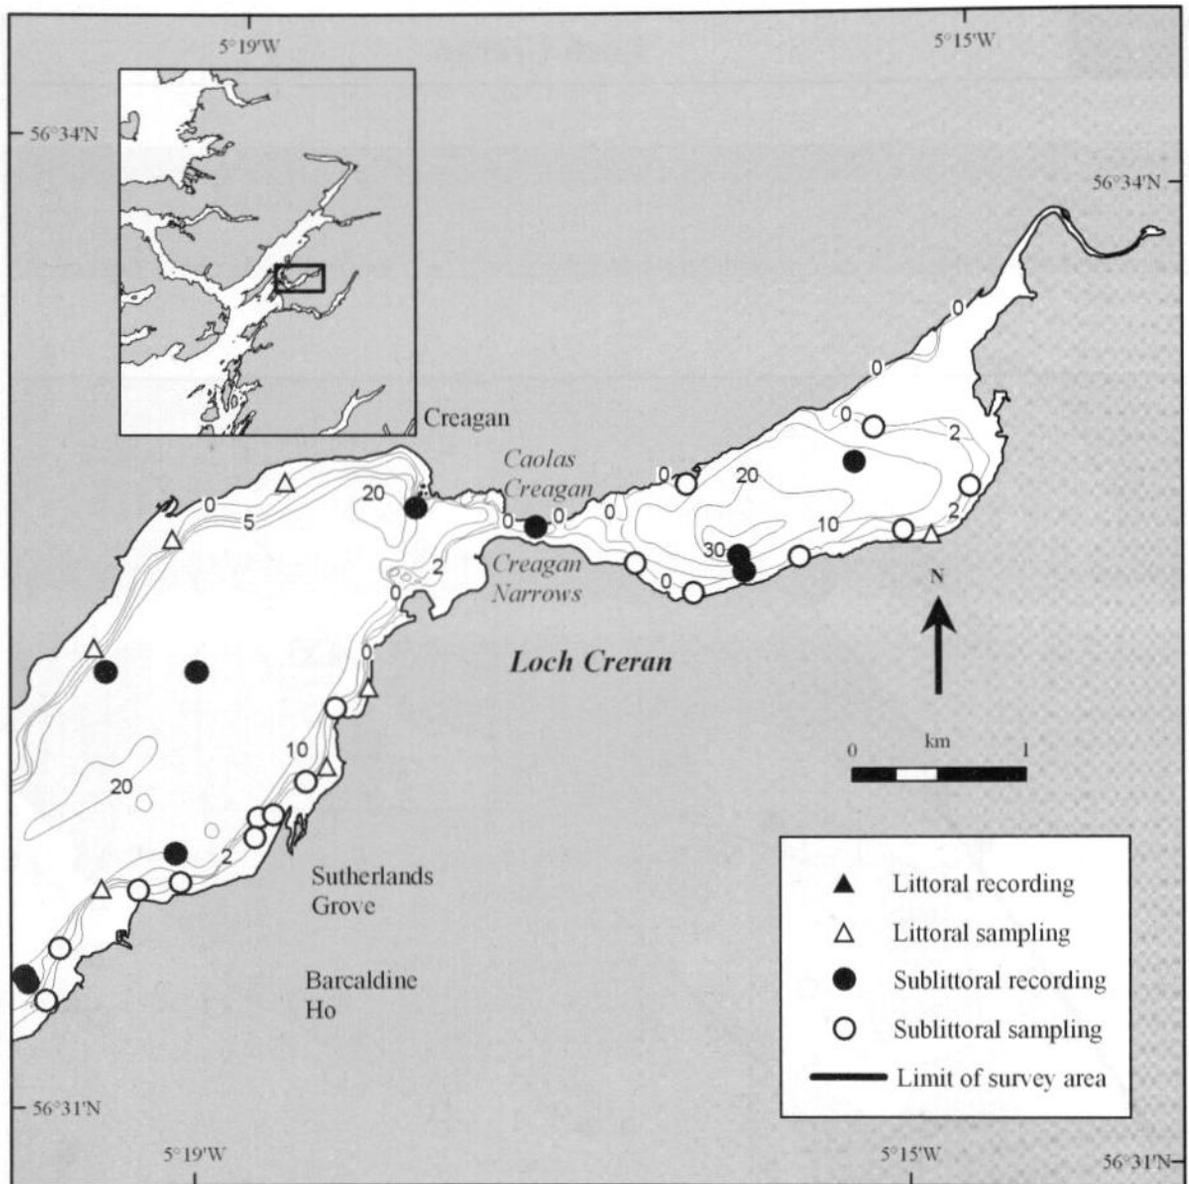 5°19'W
5°15'W
56°34'N
56°34'N
0
0
Creagan
0
2
Caolas
Creagan
0
20
20
0
5
0
0
0
10
2
30
2
Creagan
Narrows
0
0
N
Loch Creran
0
10
0
km
1
20
2
Sutherlands
Grove
Littoral recording
Littoral sampling
Barcaldine
Ho
Sublittoral recording
Sublittoral sampling
Limit of survey area
56°31'N
5°19'W
5°15'W
56°31'N